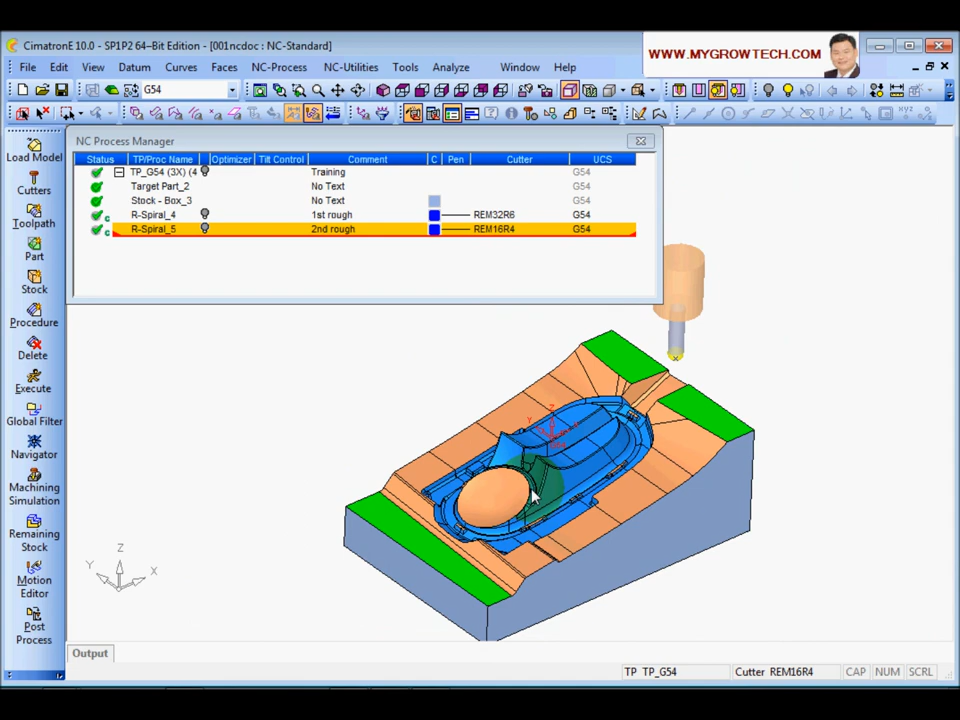 CimatronE 10.0 - SP1P2 64–Bit Edition - [001ncdoc : NC-Standard]
WWW.MYGROWTECH.COM
File Edit View Datum Curves Faces NC-Process NC-Utilities Tools Analyze Window Help
G54
NC Process Manager
Status TP/Proc Name Optimizer Tilt Control Comment C Pen Cutter UCS
TP_G54 (3X) (4 Training G54
Target Part_2 No Text G54
Stock - Box_3 No Text G54
R-Spiral_4 1st rough REM32R6 G54
R-Spiral_5 2nd rough REM16R4 G54
Load Model
Cutters
Toolpath
Part
Stock
Procedure
Delete
Execute
Global Filter
Navigator
Machining
Simulation
Remaining
Stock
Motion
Editor
Post
Process
Z
Y
X
Z
Y
X
Output
TP TP_G54 Cutter REM16R4 CAP NUM SCRL